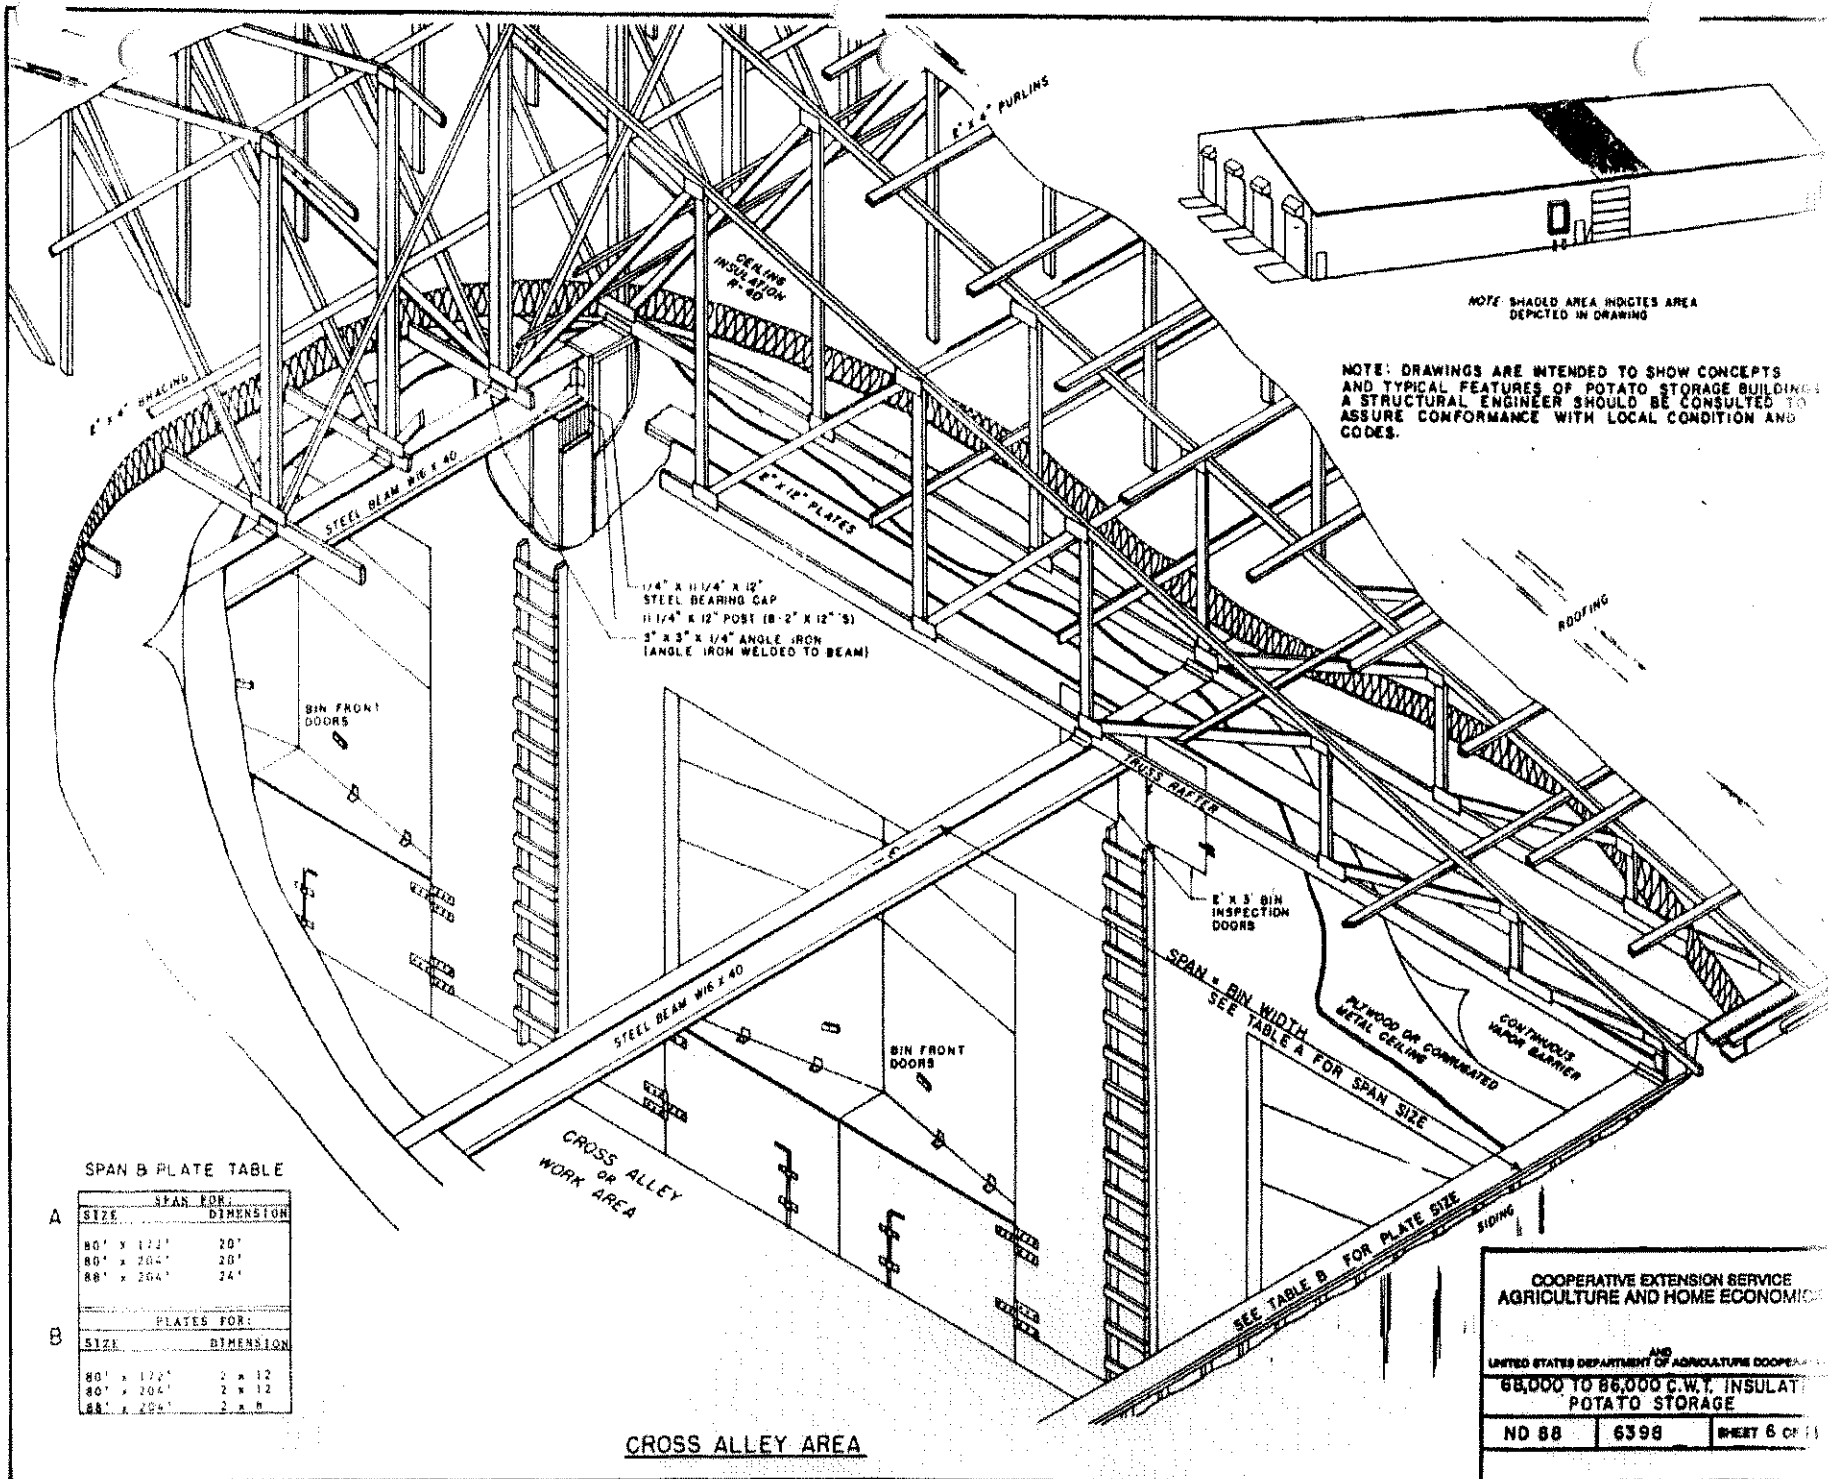 2" X 4" PURLINS
CEILING
INSULATION
R-40
NOTE: SHADED AREA INDICTES AREA
DEPICTED IN DRAWING
NOTE: DRAWINGS ARE INTENDED TO SHOW CONCEPTS
AND TYPICAL FEATURES OF POTATO STORAGE BUILDING
A STRUCTURAL ENGINEER SHOULD BE CONSULTED TO
ASSURE CONFORMANCE WITH LOCAL CONDITION AND
CODES.
2" X 4" BRACING
STEEL BEAM W16 X 40
2" X 12" PLATES
1/4" X 11 1/4" X 12"
STEEL BEARING CAP
11 1/4" X 12" POST (8-2" X 12"'S)
3" X 3" X 1/4" ANGLE IRON
(ANGLE IRON WELDED TO BEAM)
ROOFING
BIN FRONT
DOORS
TRUSS RAFTER
2' X 3' BIN
INSPECTION
DOORS
STEEL BEAM W16 X 40
SPAN = BIN WIDTH
SEE TABLE A FOR SPAN SIZE
PLYWOOD OR CORRUGATED
METAL CEILING
CONTINUOUS
VAPOR BARRIER
BIN FRONT
DOORS
CROSS ALLEY
OR
WORK AREA
SEE TABLE B FOR PLATE SIZE
SIDING
SPAN & PLATE TABLE
A
SPAN FOR:
SIZE DIMENSION
80' x 172' 20'
80' x 204' 20'
88' x 204' 24'
B
PLATES FOR:
SIZE DIMENSION
80' x 172' 2 x 12
80' x 204' 2 x 12
88' x 204' 2 x
CROSS ALLEY AREA
COOPERATIVE EXTENSION SERVICE
AGRICULTURE AND HOME ECONOMIC
AND
UNITED STATES DEPARTMENT OF AGRICULTURE
68,000 TO 86,000 C.W.T. INSULAT
POTATO STORAGE
ND 88 6398 SHEET 6 OF